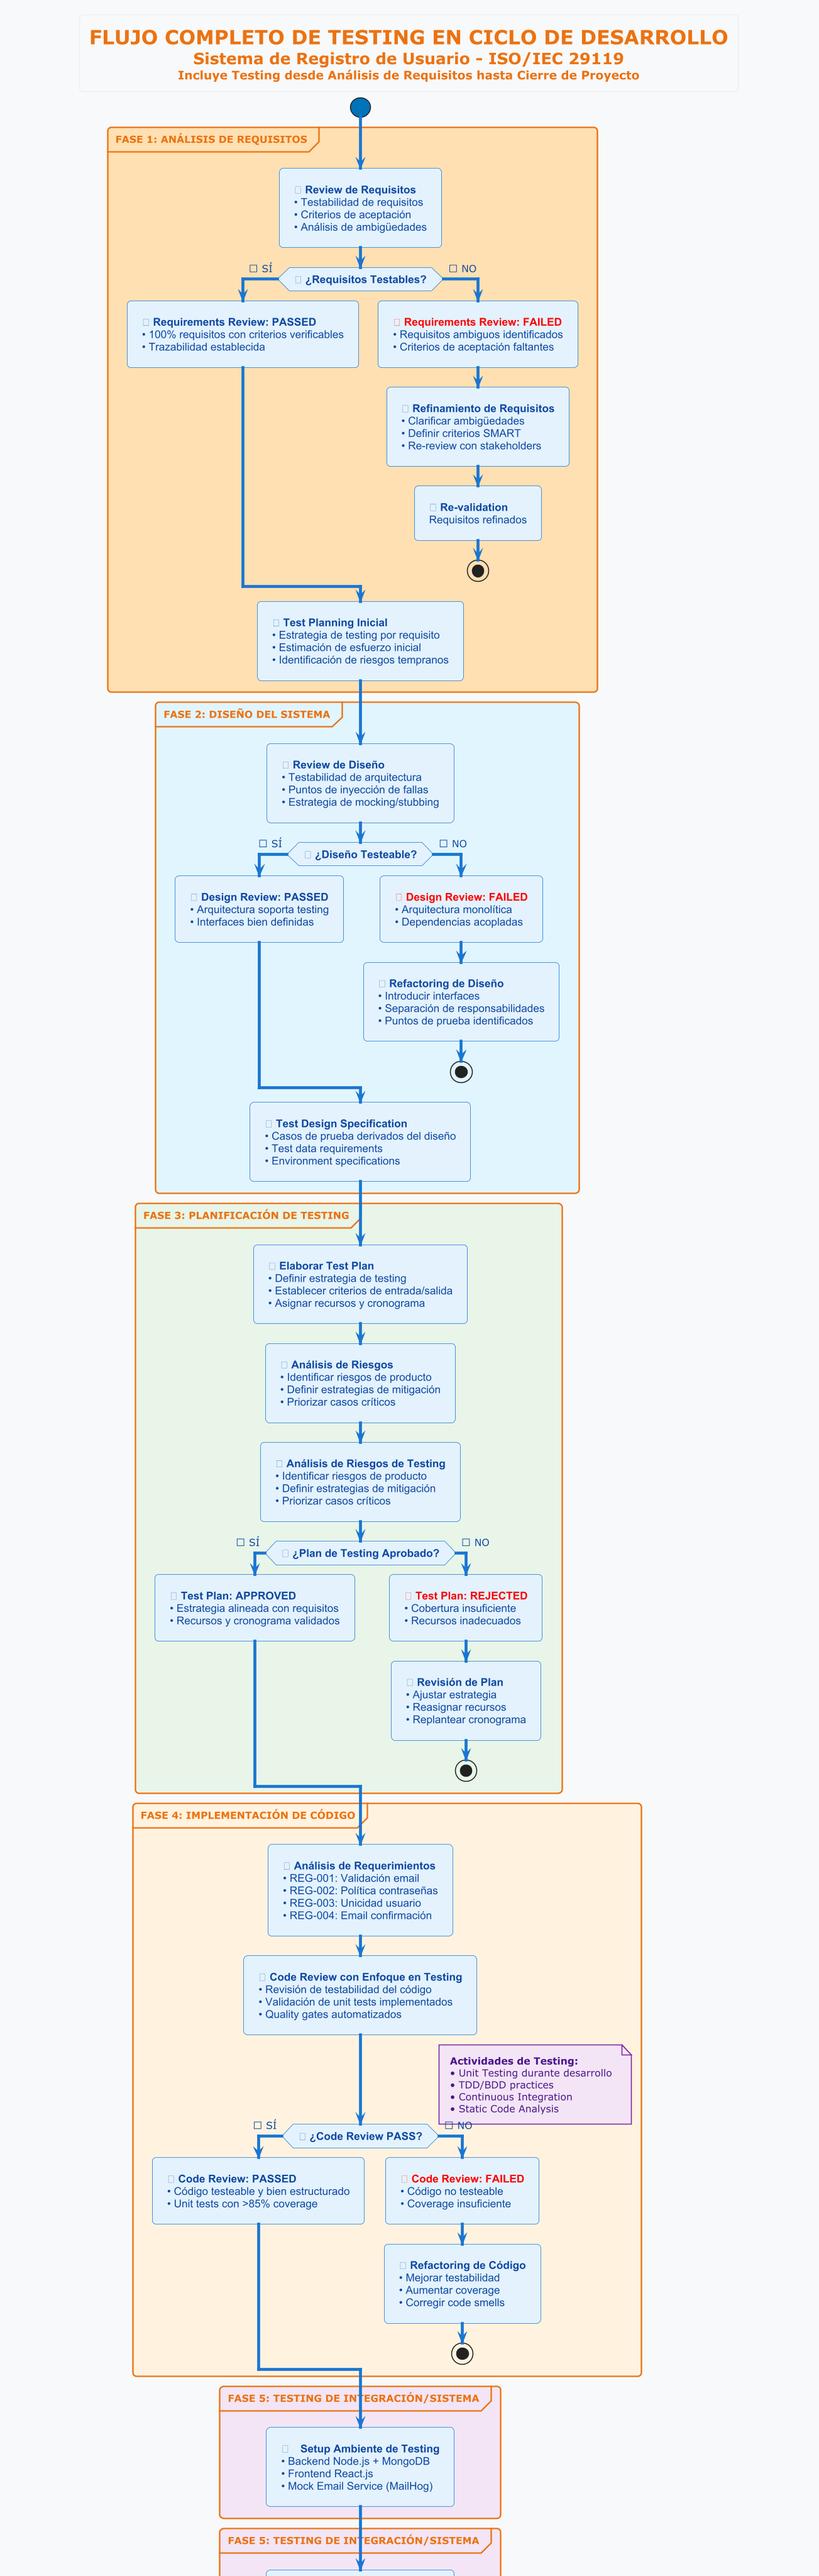 FLUJO COMPLETO DE TESTING EN CICLO DE DESARROLLO
Sistema de Registro de Usuario - ISO/IEC 29119
Incluye Testing desde Análisis de Requisitos hasta Cierre de Proyecto
FASE 1: ANÁLISIS DE REQUISITOS
Review de Requisitos
• Testabilidad de requisitos
• Criterios de aceptación
• Análisis de ambigüedades
SÍ
¿Requisitos Testables?
NO
Requirements Review: PASSED
• 100% requisitos con criterios verificables
• Trazabilidad establecida
Requirements Review: FAILED
• Requisitos ambiguos identificados
• Criterios de aceptación faltantes
Refinamiento de Requisitos
• Clarificar ambigüedades
• Definir criterios SMART
• Re-review con stakeholders
Re-validation
Requisitos refinados
Test Planning Inicial
• Estrategia de testing por requisito
• Estimación de esfuerzo inicial
• Identificación de riesgos tempranos
FASE 2: DISEÑO DEL SISTEMA
Review de Diseño
• Testabilidad de arquitectura
• Puntos de inyección de fallas
• Estrategia de mocking/stubbing
SÍ
¿Diseño Testeable?
NO
Design Review: PASSED
• Arquitectura soporta testing
• Interfaces bien definidas
Design Review: FAILED
• Arquitectura monolítica
• Dependencias acopladas
Refactoring de Diseño
• Introducir interfaces
• Separación de responsabilidades
• Puntos de prueba identificados
Test Design Specification
• Casos de prueba derivados del diseño
• Test data requirements
• Environment specifications
FASE 3: PLANIFICACIÓN DE TESTING
Elaborar Test Plan
• Definir estrategia de testing
• Establecer criterios de entrada/salida
• Asignar recursos y cronograma
Análisis de Riesgos
• Identificar riesgos de producto
• Definir estrategias de mitigación
• Priorizar casos críticos
Análisis de Riesgos de Testing
• Identificar riesgos de producto
• Definir estrategias de mitigación
• Priorizar casos críticos
SÍ
¿Plan de Testing Aprobado?
NO
Test Plan: APPROVED
• Estrategia alineada con requisitos
• Recursos y cronograma validados
Test Plan: REJECTED
• Cobertura insuficiente
• Recursos inadecuados
Revisión de Plan
• Ajustar estrategia
• Reasignar recursos
• Replantear cronograma
FASE 4: IMPLEMENTACIÓN DE CÓDIGO
Análisis de Requerimientos
• REG-001: Validación email
• REG-002: Política contraseñas
• REG-003: Unicidad usuario
• REG-004: Email confirmación
Code Review con Enfoque en Testing
• Revisión de testabilidad del código
• Validación de unit tests implementados
• Quality gates automatizados
Actividades de Testing:
• Unit Testing durante desarrollo
• TDD/BDD practices
• Continuous Integration
• Static Code Analysis
SÍ
¿Code Review PASS?
NO
Code Review: PASSED
• Código testeable y bien estructurado
• Unit tests con >85% coverage
Code Review: FAILED
• Código no testeable
• Coverage insuficiente
Refactoring de Código
• Mejorar testabilidad
• Aumentar coverage
• Corregir code smells
FASE 5: TESTING DE INTEGRACIÓN/SISTEMA
Setup Ambiente de Testing
• Backend Node.js + MongoDB
• Frontend React.js
• Mock Email Service (MailHog)
FASE 5: TESTING DE INTEGRACIÓN/SISTEMA